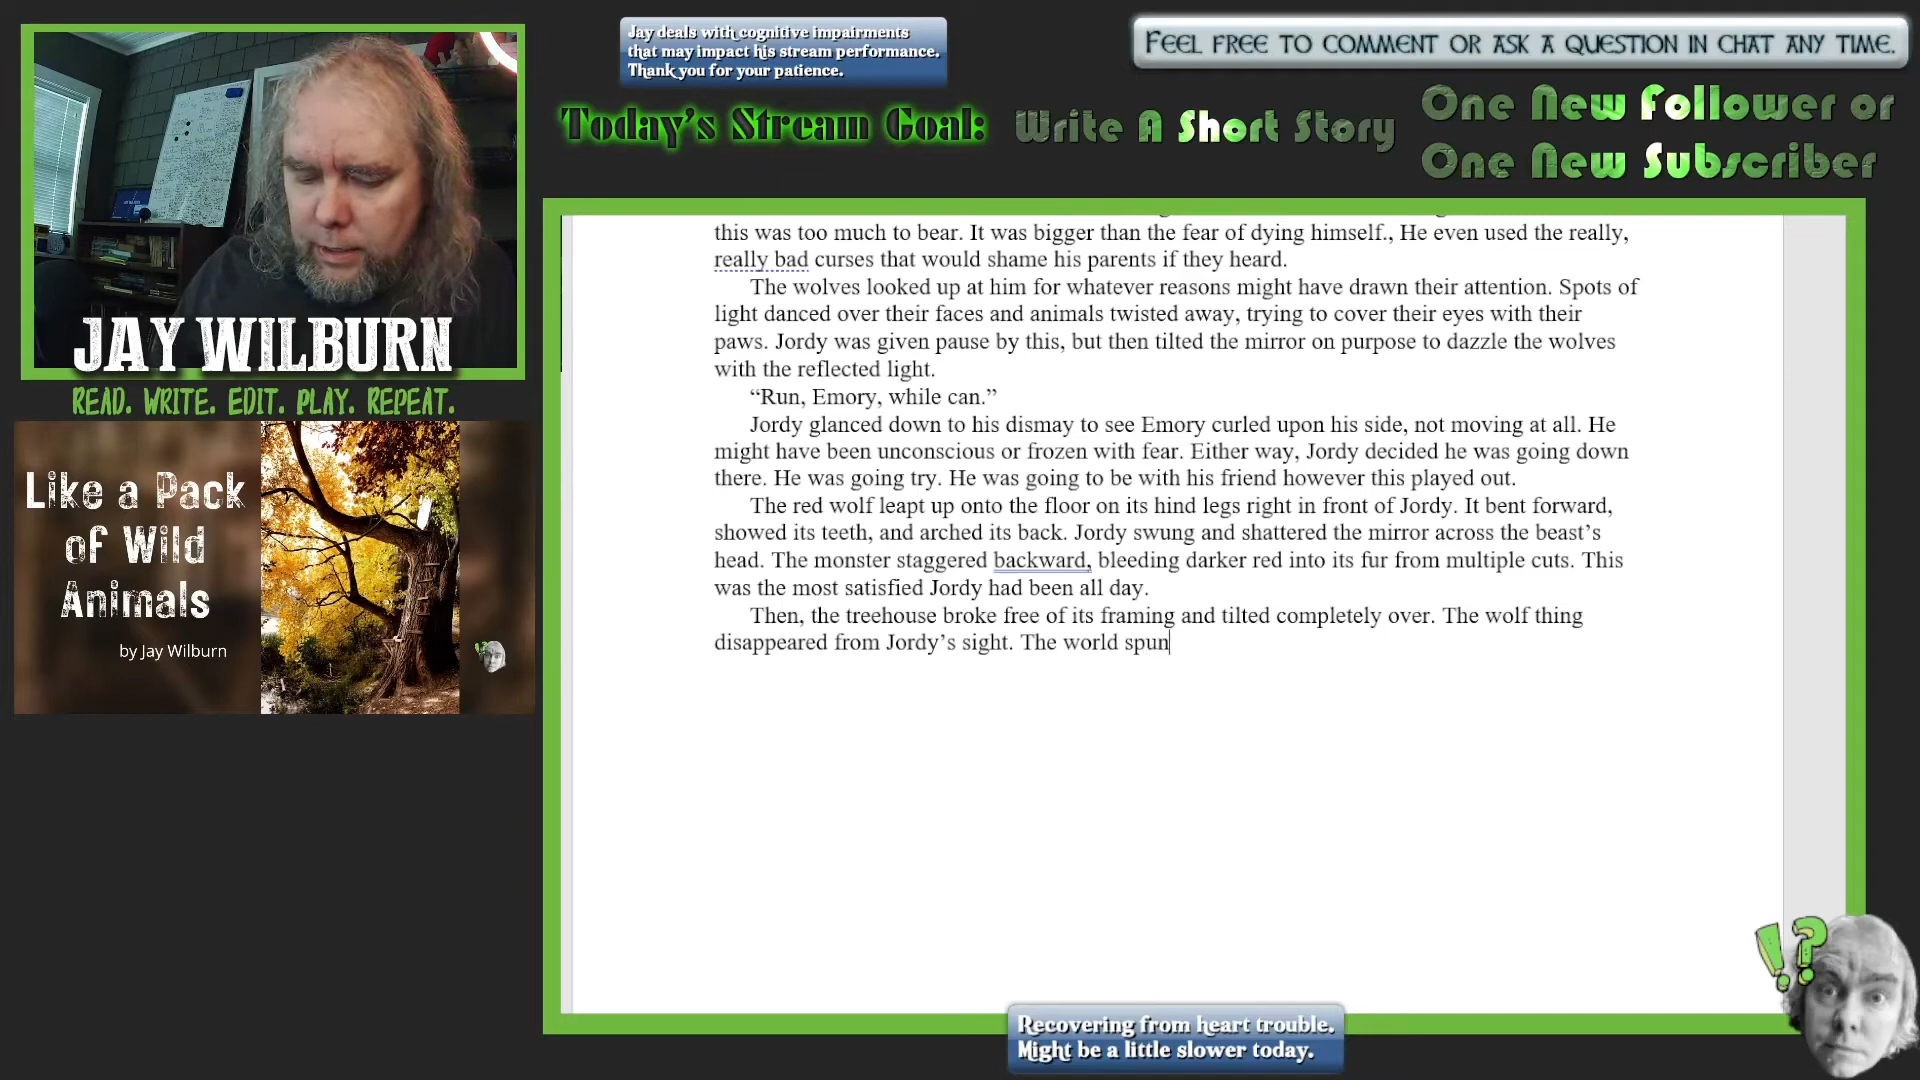 Jay deals with cognitive impairments
that may impact his stream performance.
Thank you for your patience.
FEEL FREE TO COMMENT OR ASK A QUESTION IN CHAT ANY TIME.
Today's Stream Goal:
Write A Short Story
One New Follower or
One New Subscriber
JAY WILBURN
READ. WRITE. EDIT. PLAY. REPEAT.
Like a Pack
of Wild
Animals
by Jay Wilburn
this was too much to bear. It was bigger than the fear of dying himself., He even used the really,
really bad curses that would shame his parents if they heard.
The wolves looked up at him for whatever reasons might have drawn their attention. Spots of
light danced over their faces and animals twisted away, trying to cover their eyes with their
paws. Jordy was given pause by this, but then tilted the mirror on purpose to dazzle the wolves
with the reflected light.
“Run, Emory, while can.”
Jordy glanced down to his dismay to see Emory curled upon his side, not moving at all. He
might have been unconscious or frozen with fear. Either way, Jordy decided he was going down
there. He was going try. He was going to be with his friend however this played out.
The red wolf leapt up onto the floor on its hind legs right in front of Jordy. It bent forward,
showed its teeth, and arched its back. Jordy swung and shattered the mirror across the beast’s
head. The monster staggered backward, bleeding darker red into its fur from multiple cuts. This
was the most satisfied Jordy had been all day.
Then, the treehouse broke free of its framing and tilted completely over. The wolf thing
disappeared from Jordy’s sight. The world spun
!?
Recovering from heart trouble.
Might be a little slower today.